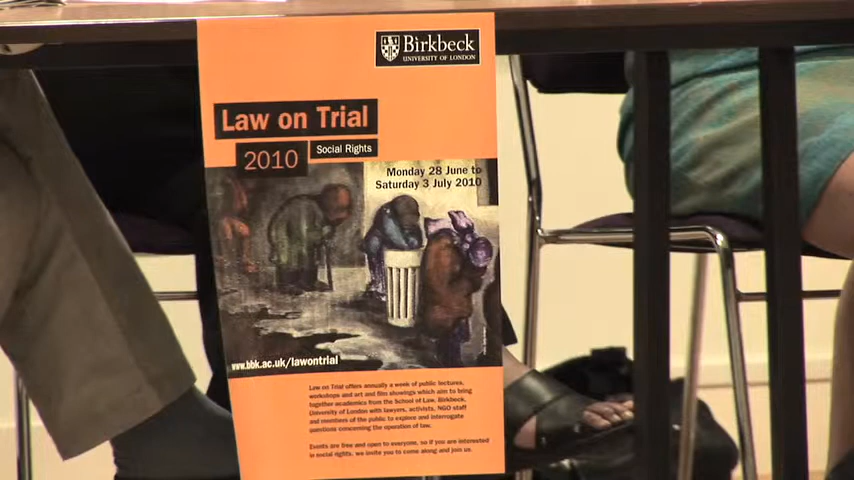 Birkbeck
UNIVERSITY OF LONDON
Law on Trial
2010
Social Rights
Monday 28 June to
Saturday 3 July 2010
www.bbk.ac.uk/lawontrial
Law on Trial offers annually a week of public lectures,
workshops and art and film showings which aim to bring
together academics from the School of Law, Birkbeck,
University of London with lawyers, activists, NGO staff
and members of the public to explore and interrogate
questions concerning the operation of law.
Events are free and open to everyone, so if you are interested
in social rights, we invite you to come along and join us.